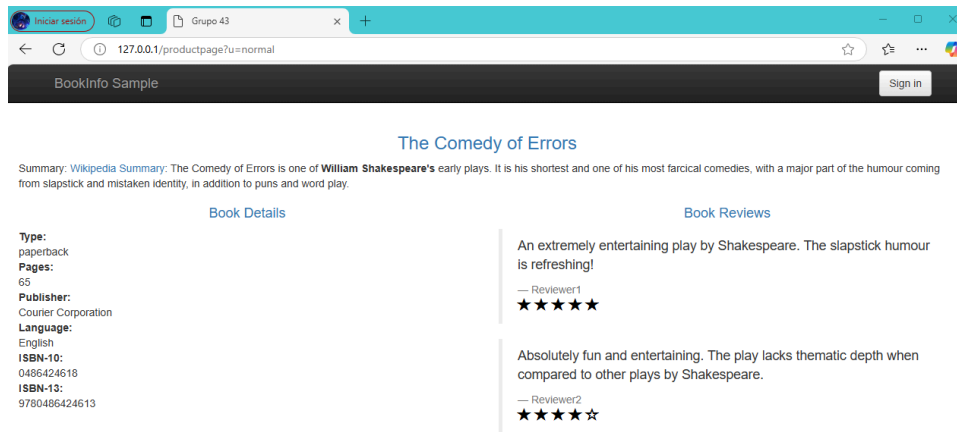 Iniciar sesión
Grupo 43
127.0.0.1/productpage?u=normal
BookInfo Sample
Sign in
The Comedy of Errors
Summary: Wikipedia Summary: The Comedy of Errors is one of William Shakespeare's early plays. It is his shortest and one of his most farcical comedies, with a major part of the humour coming
from slapstick and mistaken identity, in addition to puns and word play.
Book Details
Type:
paperback
Pages:
65
Publisher:
Courier Corporation
Language:
English
ISBN-10:
0486424618
ISBN-13:
9780486424613
Book Reviews
An extremely entertaining play by Shakespeare. The slapstick humour
is refreshing!
— Reviewer1
★★★★★
Absolutely fun and entertaining. The play lacks thematic depth when
compared to other plays by Shakespeare.
— Reviewer2
★★★★☆